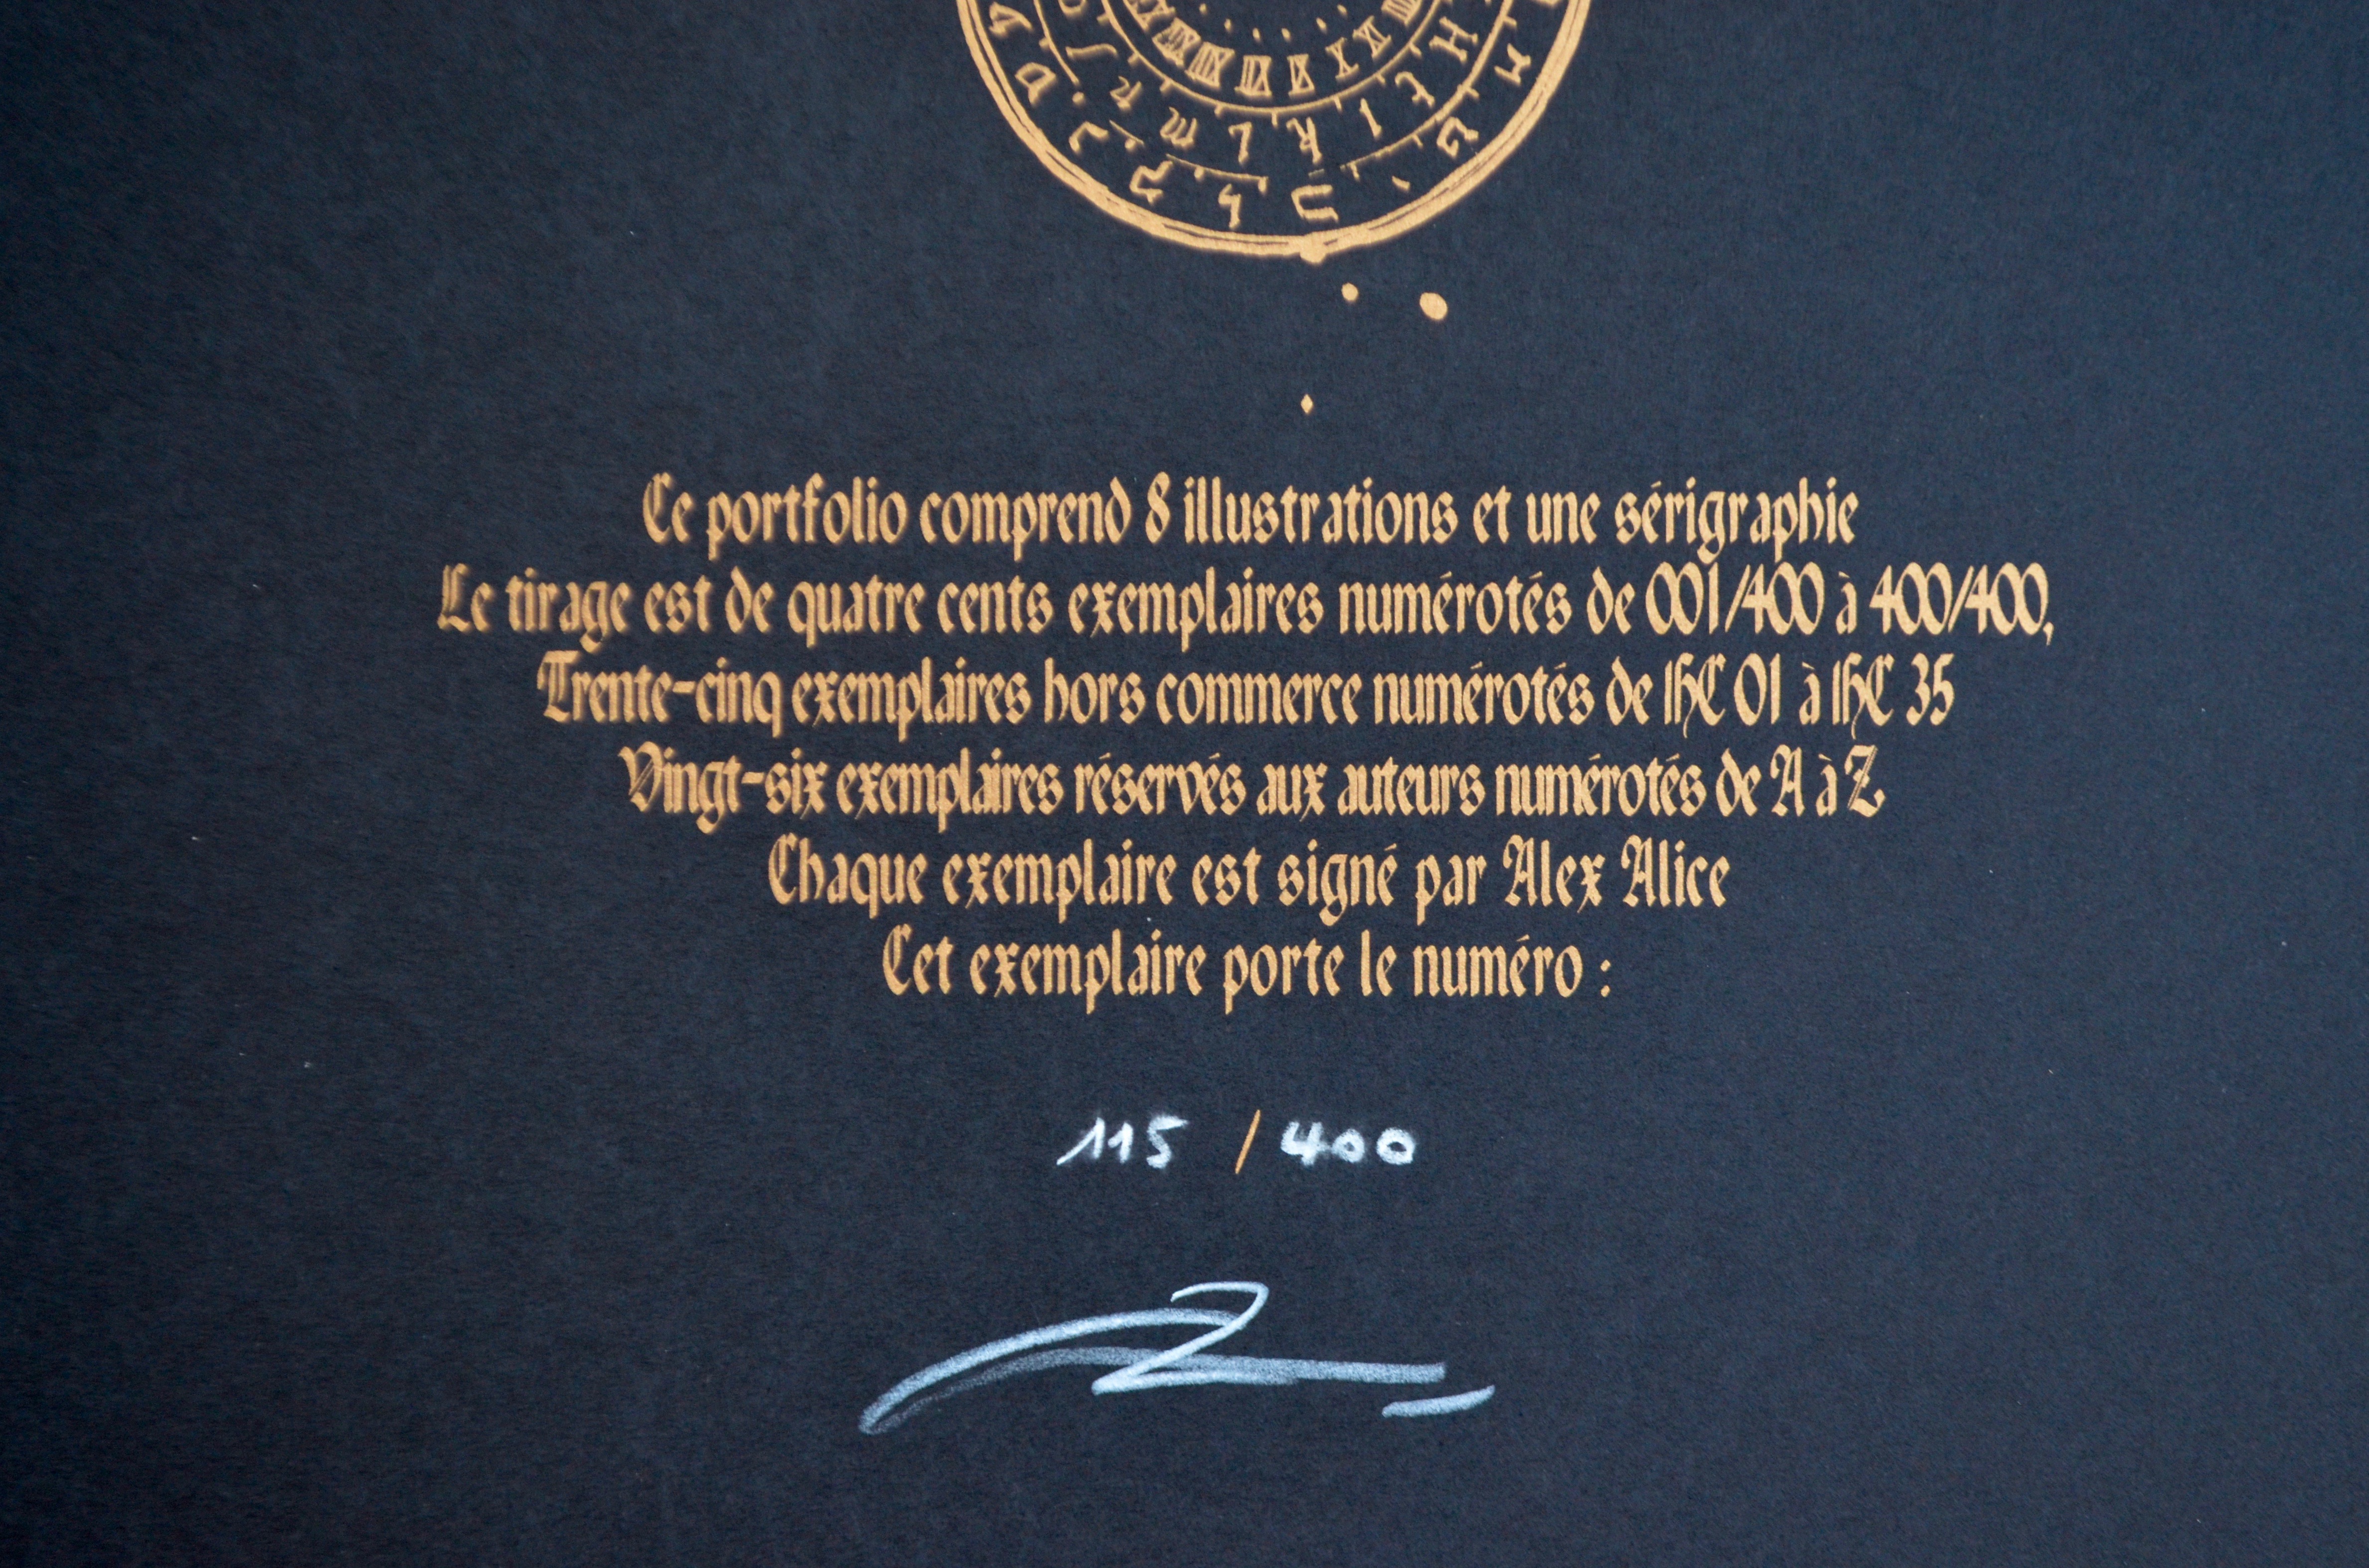 Ce portfolio comprend 8 illustrations et une sérigraphie
Le tirage est de quatre cents exemplaires numérotés de 001/400 à 400/400,
Trente-cinq exemplaires hors commerce numérotés de HC 01 à HC 35
Vingt-six exemplaires réservés aux auteurs numérotés de A à Z
Chaque exemplaire est signé par Alex Alice
Cet exemplaire porte le numéro :
115 / 400